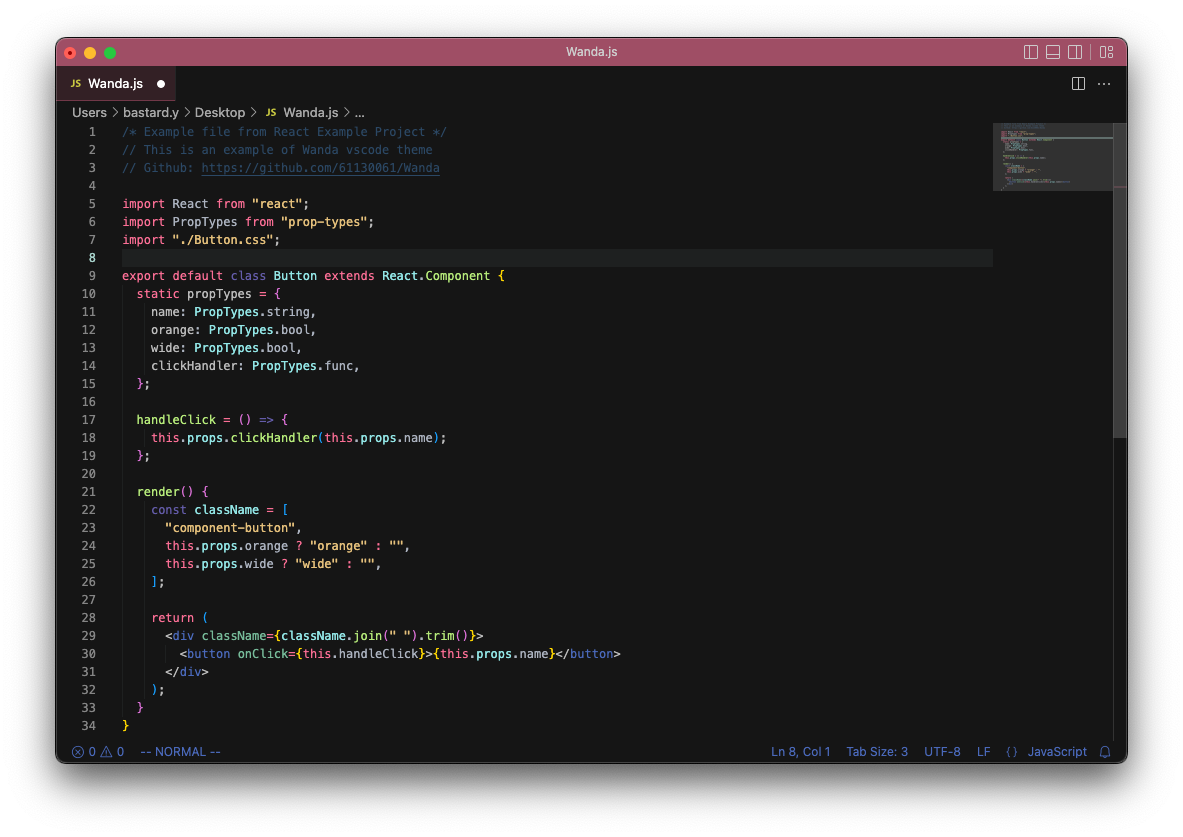 Wanda.js
JS Wanda.js
Users > bastard.y > Desktop > JS Wanda.js > ...
1 /* Example file from React Example Project */
2 // This is an example of Wanda vscode theme
3 // Github: https://github.com/61130061/Wanda
4
5 import React from "react";
6 import PropTypes from "prop-types";
7 import "./Button.css";
8
9 export default class Button extends React.Component {
10   static propTypes = {
11     name: PropTypes.string,
12     orange: PropTypes.bool,
13     wide: PropTypes.bool,
14     clickHandler: PropTypes.func,
15   };
16
17   handleClick = () => {
18     this.props.clickHandler(this.props.name);
19   };
20
21   render() {
22     const className = [
23       "component-button",
24       this.props.orange ? "orange" : "",
25       this.props.wide ? "wide" : "",
26     ];
27
28     return (
29       <div className={className.join(" ").trim()}>
30         <button onClick={this.handleClick}>{this.props.name}</button>
31       </div>
32     );
33   }
34 }
0 0 -- NORMAL -- Ln 8, Col 1 Tab Size: 3 UTF-8 LF {} JavaScript